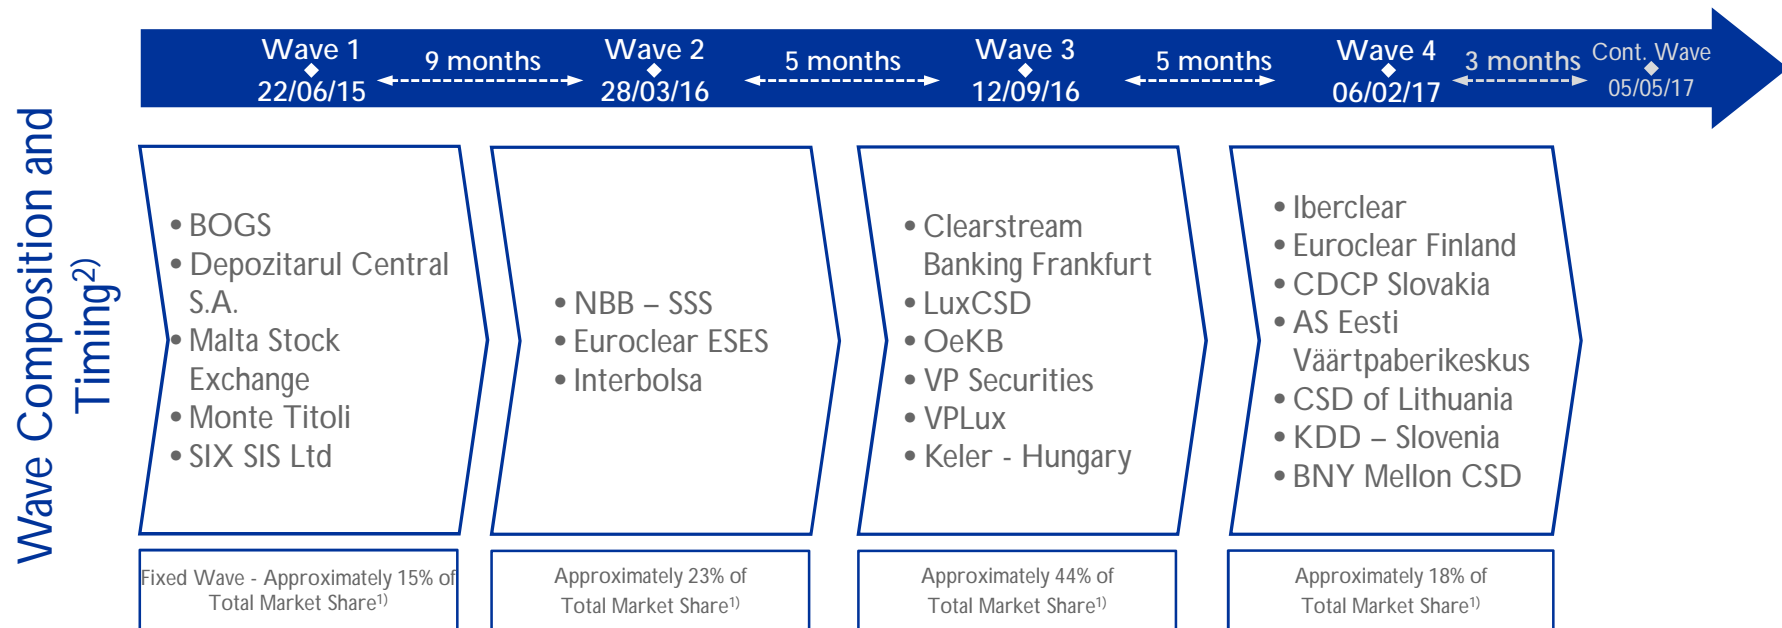 Wave 1
22/06/15
9 months
Wave 2
28/03/16
5 months
Wave 3
12/09/16
5 months
Wave 4
06/02/17
3 months
Cont. Wave
05/05/17
Wave Composition and
Timing2)
• BOGS
• Depozitarul Central
S.A.
• Malta Stock
Exchange
• Monte Titoli
• SIX SIS Ltd
• NBB – SSS
• Euroclear ESES
• Interbolsa
• Clearstream
Banking Frankfurt
• LuxCSD
• OeKB
• VP Securities
• VPLux
• Keler - Hungary
• Iberclear
• Euroclear Finland
• CDCP Slovakia
• AS Eesti
Väärtpaberikeskus
• CSD of Lithuania
• KDD – Slovenia
• BNY Mellon CSD
Fixed Wave - Approximately 15% of
Total Market Share1)
Approximately 23% of
Total Market Share1)
Approximately 44% of
Total Market Share1)
Approximately 18% of
Total Market Share1)